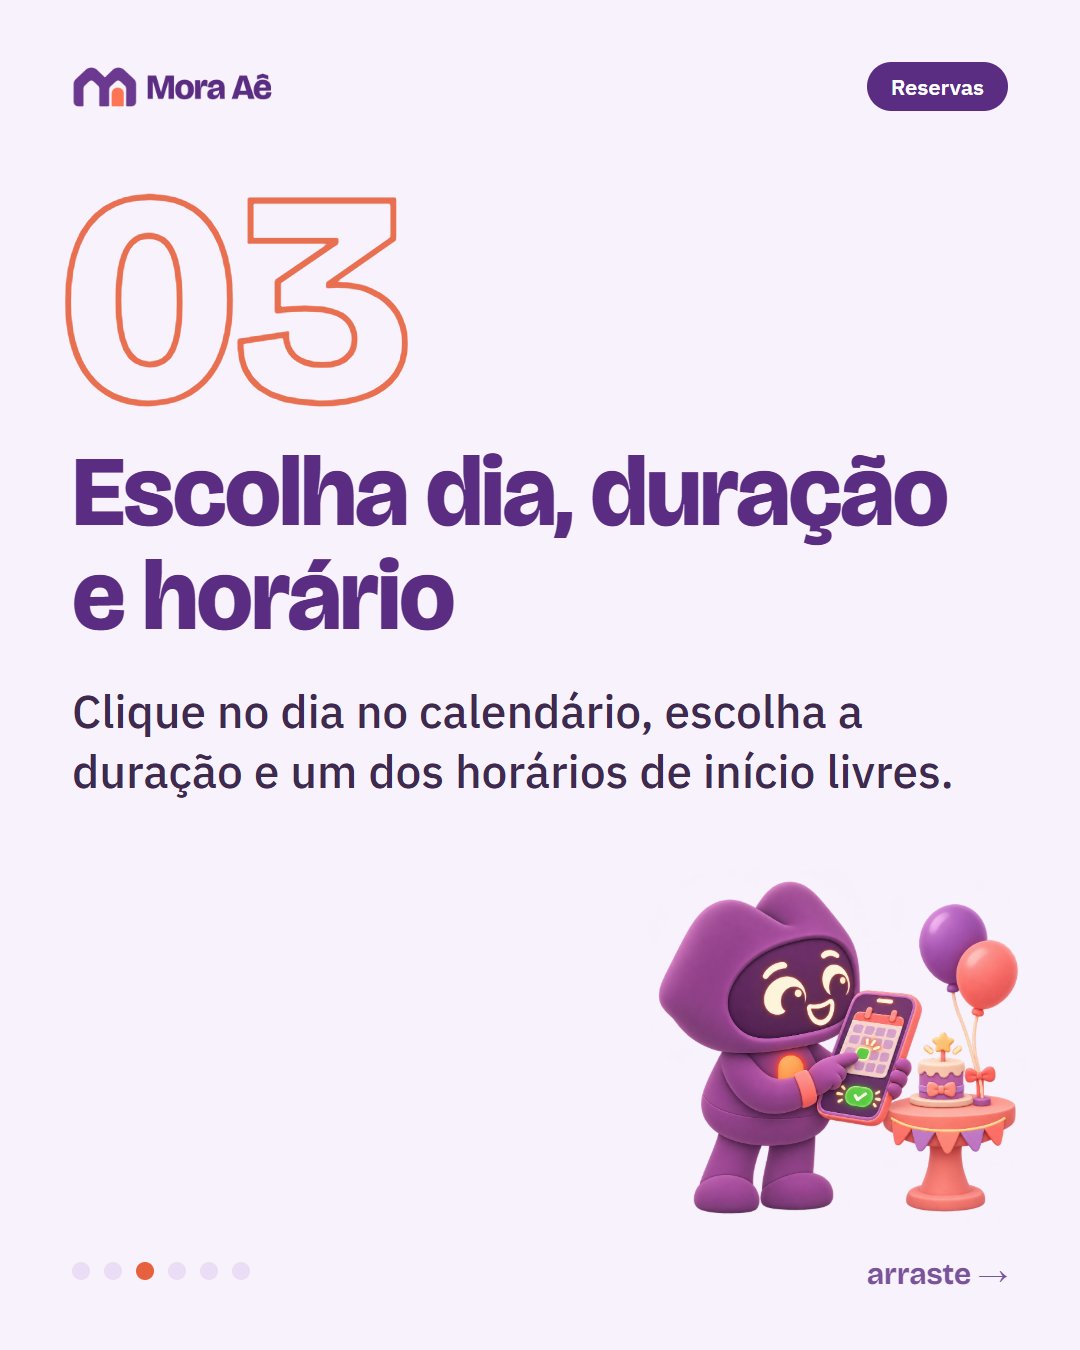 Mora Aê
Reservas
03
Escolha dia, duração
e horário
Clique no dia no calendário, escolha a
duração e um dos horários de início livres.
arraste →